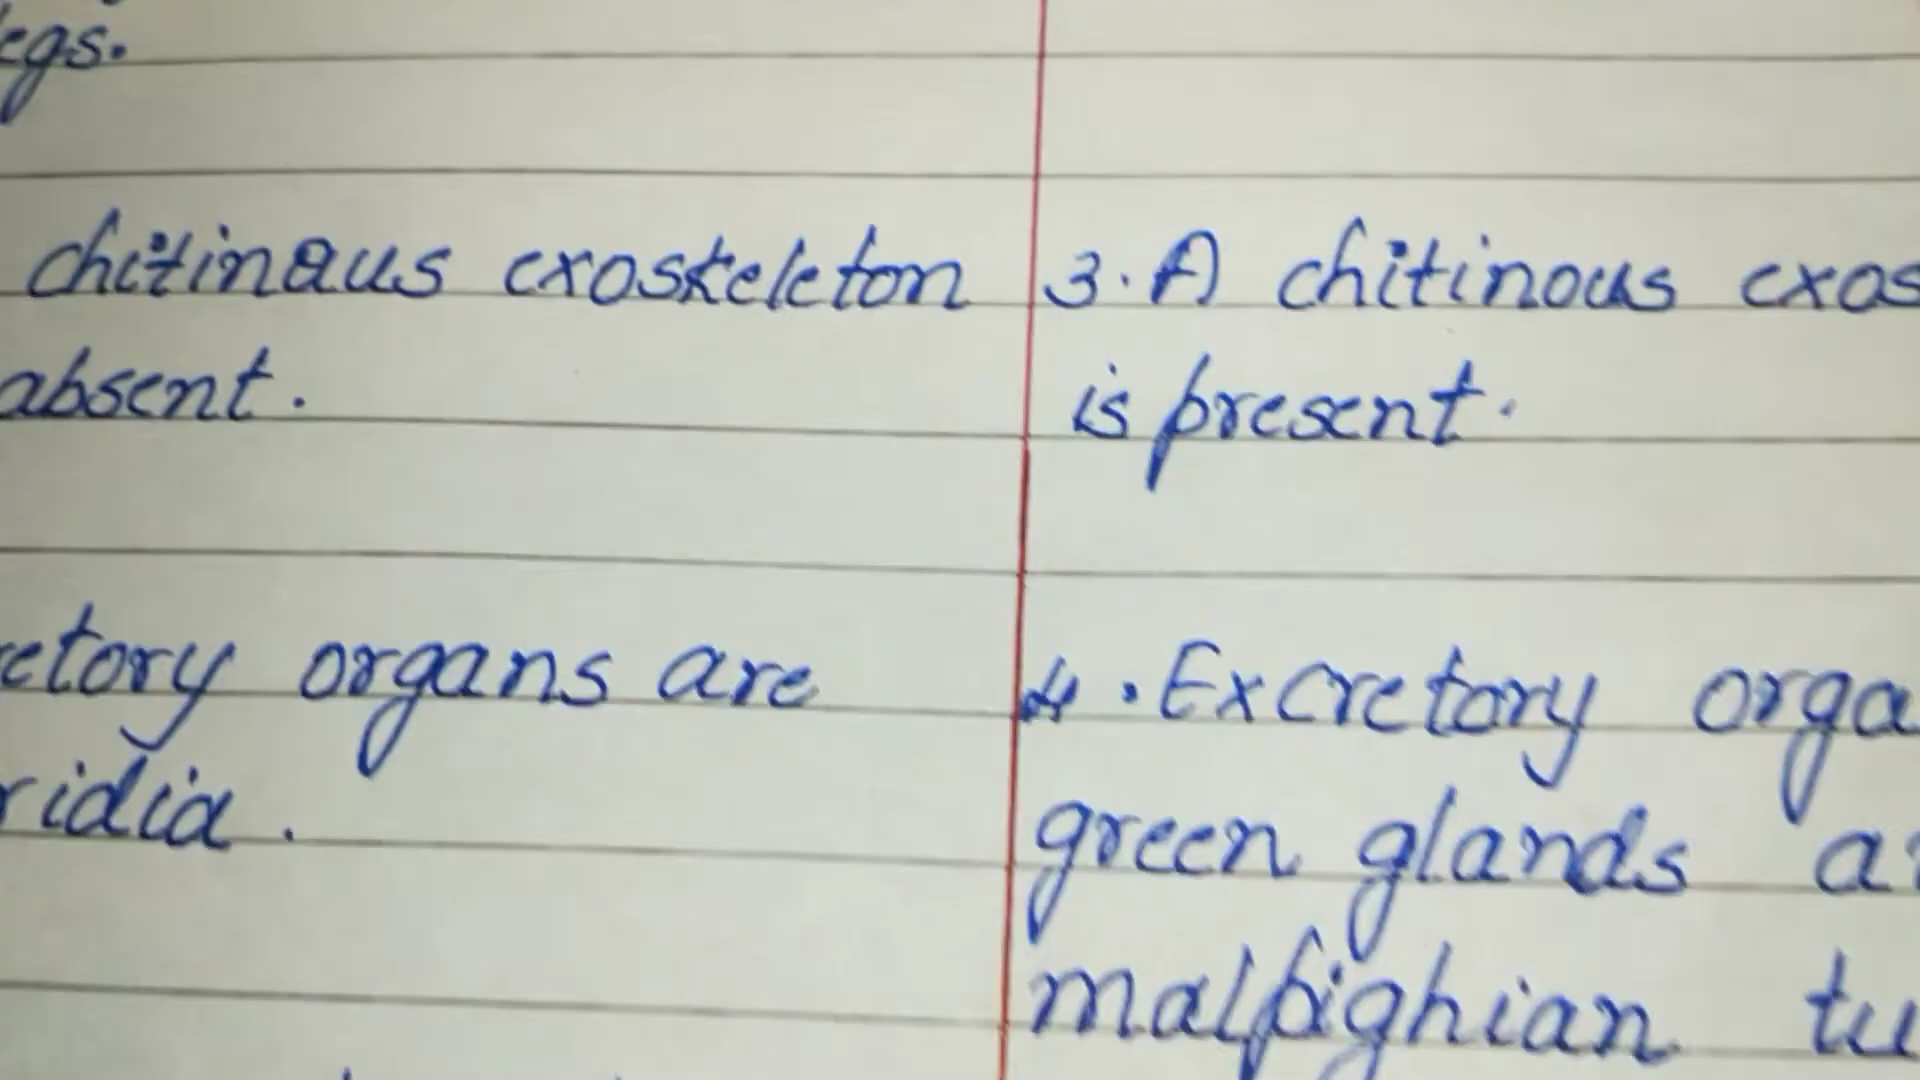 egs.
chitinous exoskeleton
absent.
etory organs are
ridia.
3. A chitinous exos
is present.
4. Excretory orga
green glands a
malpighian tu